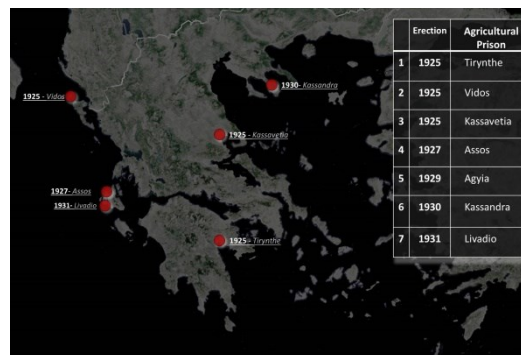 Erection Agricultural Prison
1 1925 Tirynthe
2 1925 Vidos
3 1925 Kassavetia
4 1927 Assos
5 1929 Agyia
6 1930 Kassandra
7 1931 Livadio
1930- Kassandra
1925 - Vidos
1925 - Kassavetia
1927- Assos
1931- Livadio
1925 - Tirynthe